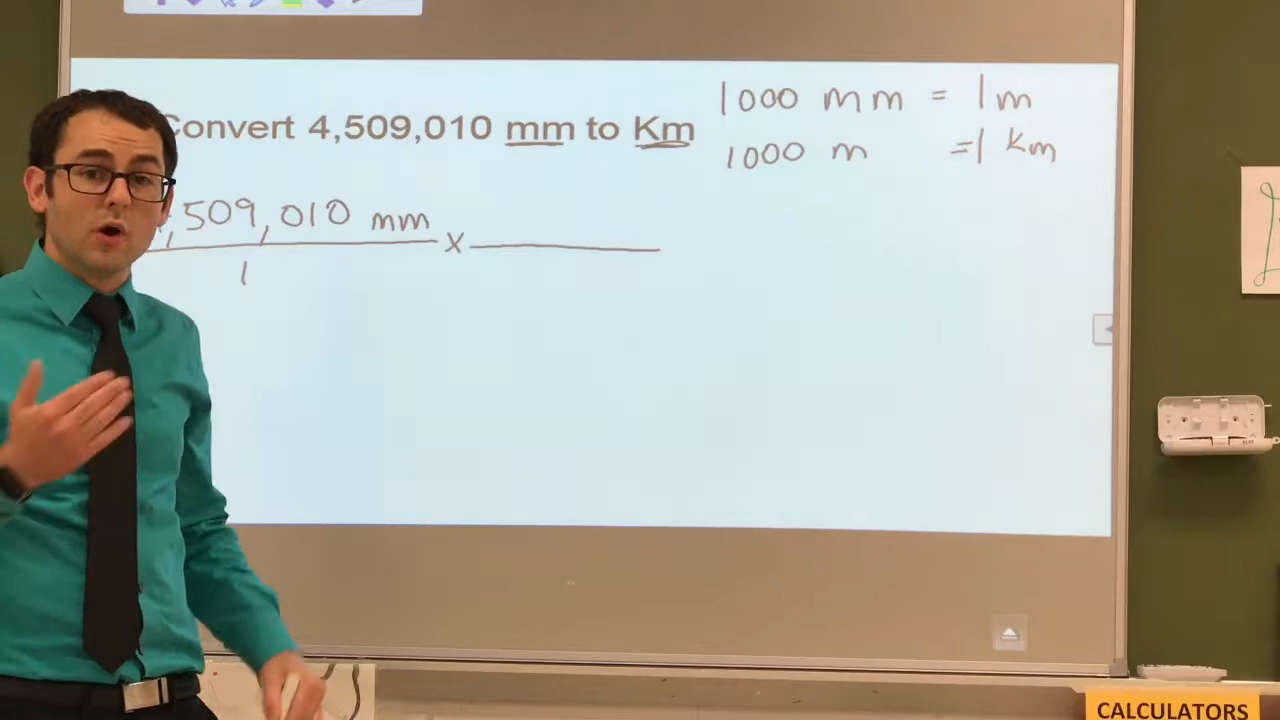 Convert 4,509,010 mm to Km
1000 mm = 1m
1000 m = 1 Km
,509,010 mm x
1
CALCULATORS